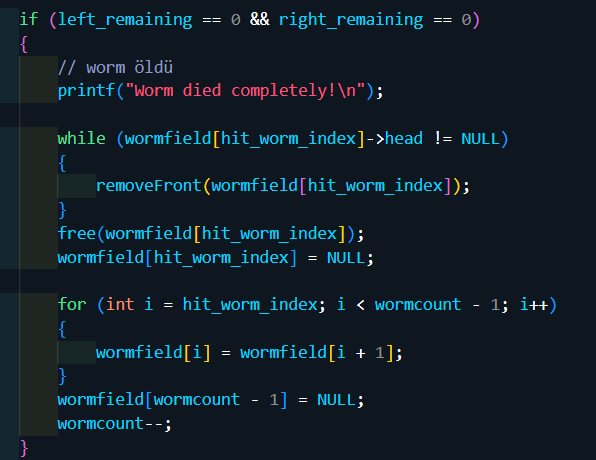 if (left_remaining == 0 && right_remaining == 0)
{
// worm öldü
printf("Worm died completely!\n");
while (wormfield[hit_worm_index]->head != NULL)
{
removeFront(wormfield[hit_worm_index]);
}
free(wormfield[hit_worm_index]);
wormfield[hit_worm_index] = NULL;
for (int i = hit_worm_index; i < wormcount - 1; i++)
{
wormfield[i] = wormfield[i + 1];
}
wormfield[wormcount - 1] = NULL;
wormcount--;
}